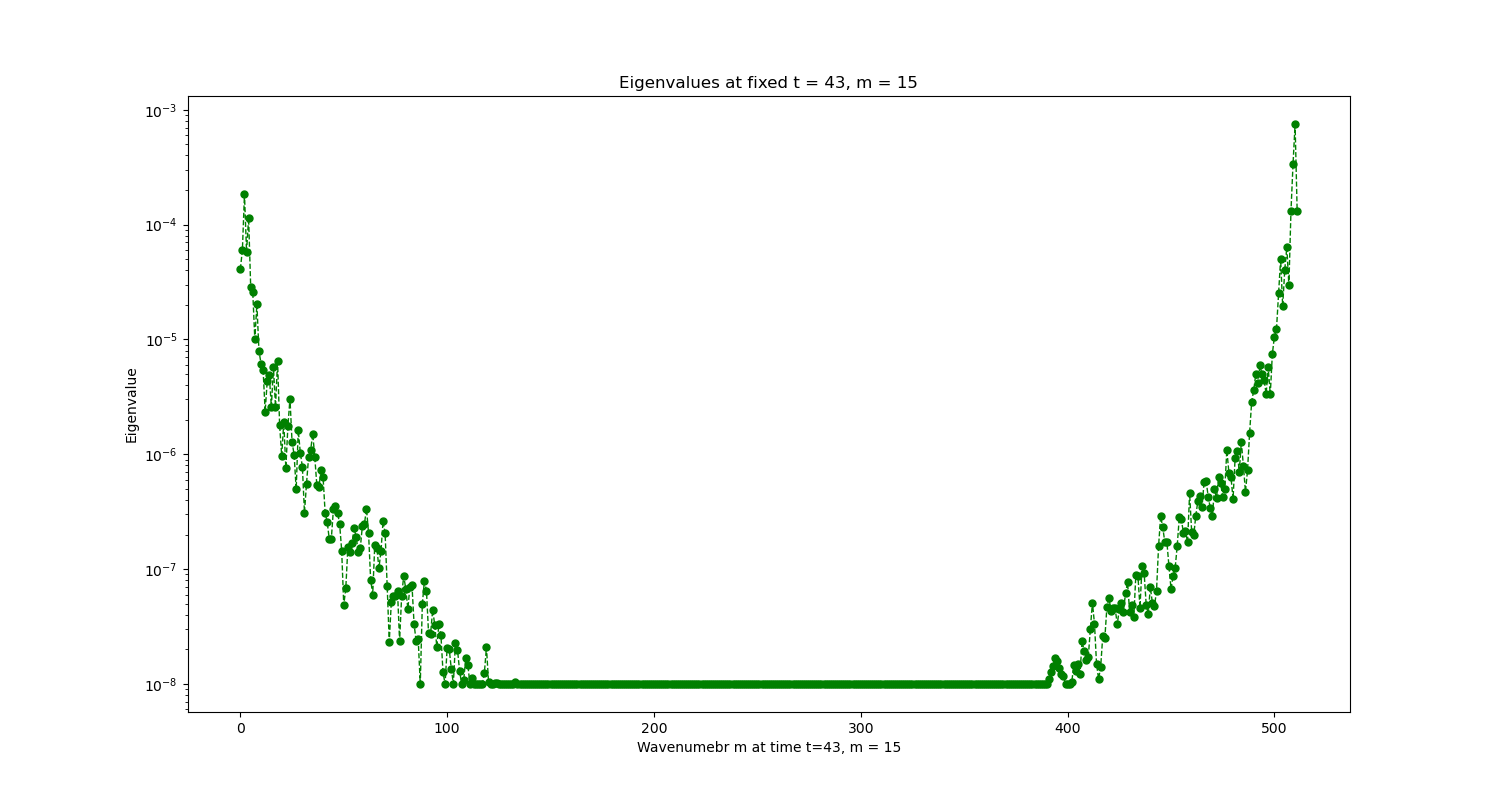 Eigenvalues at fixed t = 43, m = 15
10⁻³
10⁻⁴
10⁻⁵
10⁻⁶
10⁻⁷
10⁻⁸
Eigenvalue
0 100 200 300 400 500
Wavenumebr m at time t=43, m = 15